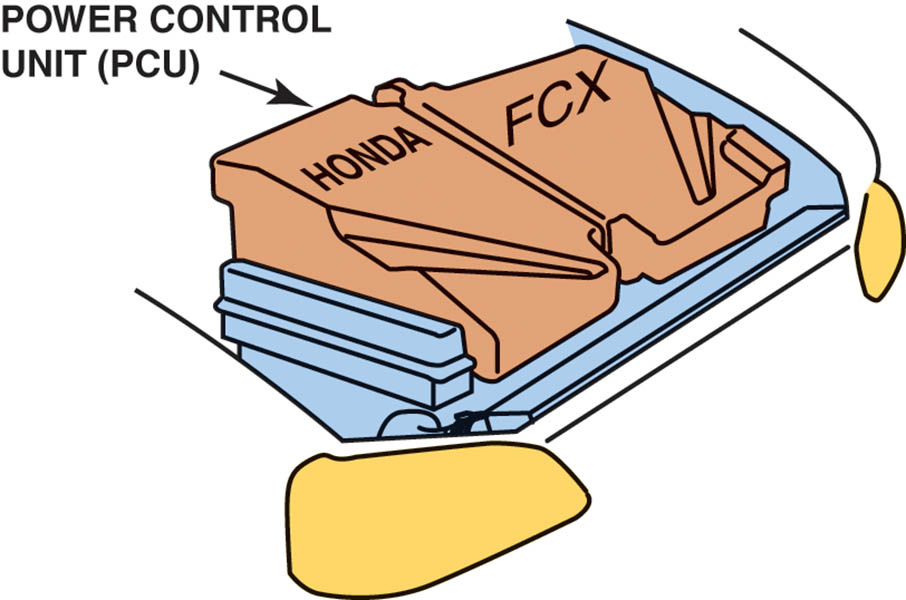 POWER CONTROL
UNIT (PCU)
HONDA
FCX